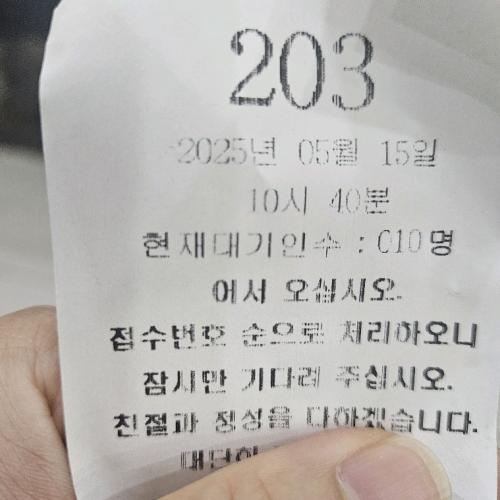 203
2025년 05월 15일
10시 40분
현재대기인수 : 010명
어서 오십시오.
접수번호 순으로 처리하오니
잠시만 기다려 주십시오.
친절과 정성을 다하겠습니다.